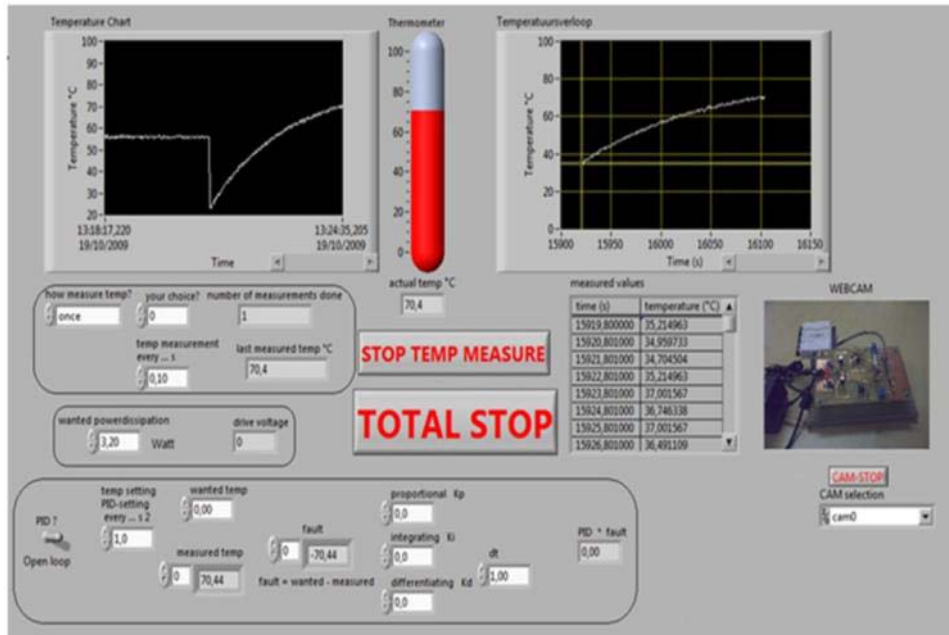 Temperature Chart
Temperature °C
100
90
80
70
60
50
40
30
20
13:18:17,220
19/10/2009
13:24:35,205
19/10/2009
Time
Thermometer
100
80
60
40
20
0
actual temp °C
70,4
Temperatuursverloop
Temperature °C
100
80
60
40
20
0
15900 15950 16000 16050 16100 16150
Time (s)
how measure temp?
once
your choice?
0
number of measurements done
1
temp measurement
every ... s
0,10
last measured temp °C
70,4
STOP TEMP MEASURE
TOTAL STOP
measured values
time (s) temperature (°C)
15919,800000 35,214963
15920,801000 34,959733
15921,801000 34,704504
15922,801000 35,214963
15923,801000 37,001567
15924,801000 36,746338
15925,801000 37,001567
15926,801000 36,491109
WEBCAM
CAM-STOP
CAM selection
cam0
wanted powerdissipation
3,20 Watt
drive voltage
0
PID ?
Open loop
temp setting
PID-setting
every ... s 2
1,0
wanted temp
0,00
measured temp
0 70,44
fault
0 -70,44
fault = wanted - measured
proportional Kp
0,0
integrating Ki
0,0
differentiating Kd
0,0
dt
1,00
PID * fault
0,00